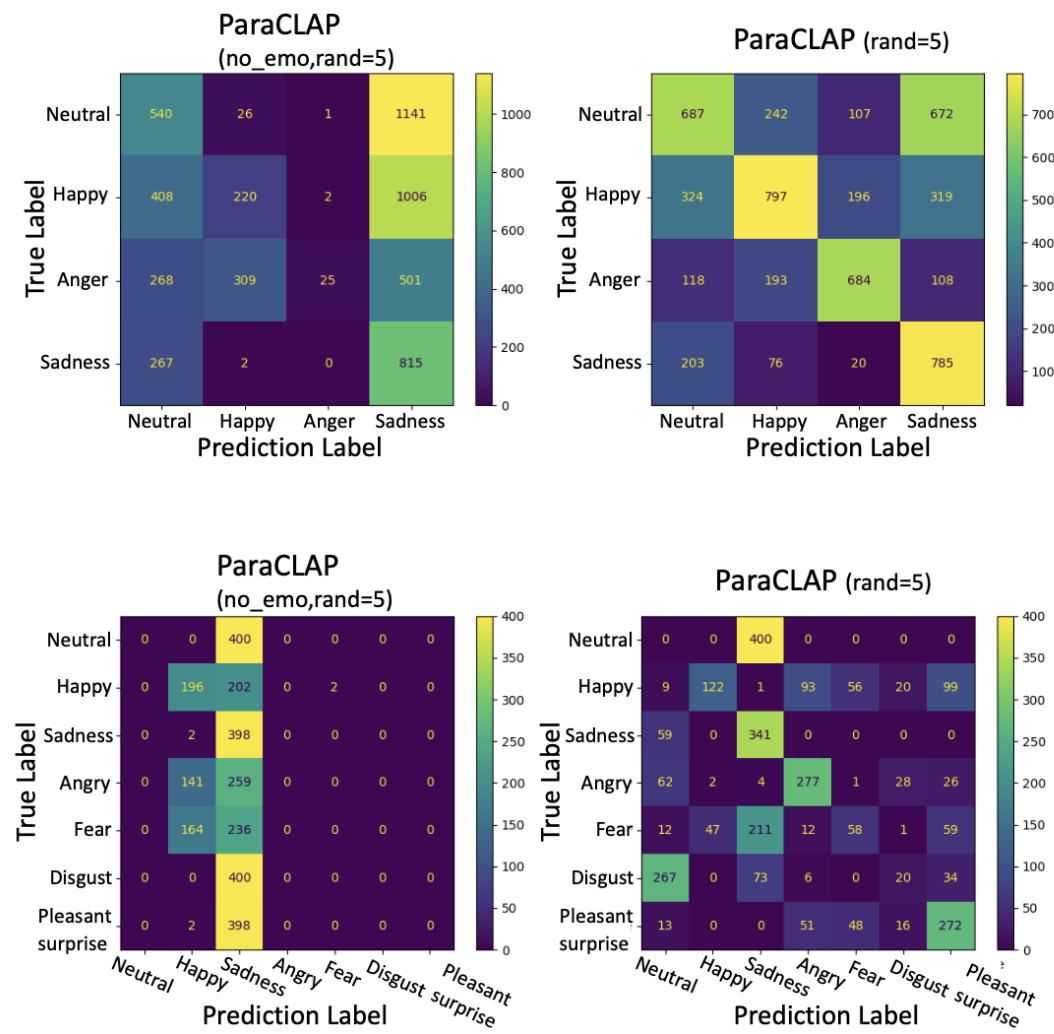 ParaCLAP
(no_emo,rand=5)
True Label
Neutral 540 26 1 1141
Happy 408 220 2 1006
Anger 268 309 25 501
Sadness 267 2 0 815
Neutral Happy Anger Sadness
Prediction Label
1000
800
600
400
200
0
ParaCLAP (rand=5)
True Label
Neutral 687 242 107 672
Happy 324 797 196 319
Anger 118 193 684 108
Sadness 203 76 20 785
Neutral Happy Anger Sadness
Prediction Label
700
600
500
400
300
200
100
ParaCLAP
(no_emo,rand=5)
True Label
Neutral 0 0 400 0 0 0 0
Happy 0 196 202 0 2 0 0
Sadness 0 2 398 0 0 0 0
Angry 0 141 259 0 0 0 0
Fear 0 164 236 0 0 0 0
Disgust 0 0 400 0 0 0 0
Pleasant
surprise 0 2 398 0 0 0 0
Neutral Happy Sadness Angry Fear Disgust Pleasant
surprise
Prediction Label
400
350
300
250
200
150
100
50
0
ParaCLAP (rand=5)
True Label
Neutral 0 0 400 0 0 0 0
Happy 9 122 1 93 56 20 99
Sadness 59 0 341 0 0 0 0
Angry 62 2 4 277 1 28 26
Fear 12 47 211 12 58 1 59
Disgust 267 0 73 6 0 20 34
Pleasant
surprise 13 0 0 51 48 16 272
Neutral Happy Sadness Angry Fear Disgust Pleasant
surprise
Prediction Label
400
350
300
250
200
150
100
50
0
e